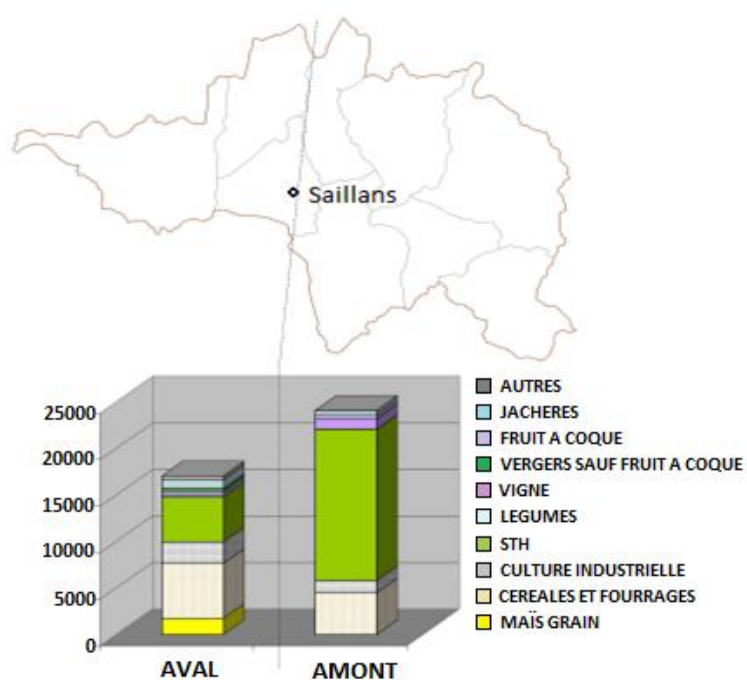 Saillans
25000
20000
15000
10000
5000
0
AVAL
AMONT
AUTRES
JACHERES
FRUIT A COQUE
VERGERS SAUF FRUIT A COQUE
VIGNE
LEGUMES
STH
CULTURE INDUSTRIELLE
CEREALES ET FOURRAGES
MAÏS GRAIN